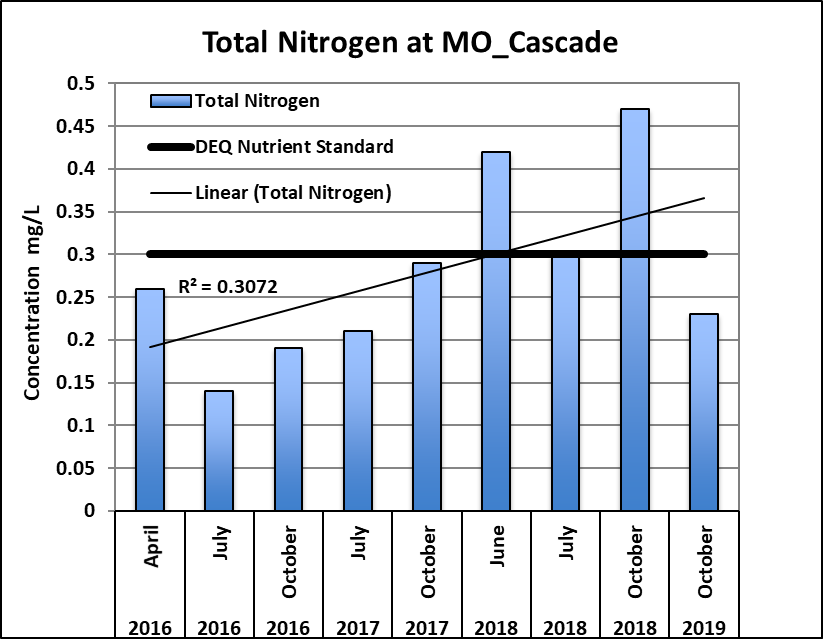 Total Nitrogen at MO_Cascade
Concentration  mg/L
0.5
0.45
0.4
0.35
0.3
0.25
0.2
0.15
0.1
0.05
0
Total Nitrogen
DEQ Nutrient Standard
Linear (Total Nitrogen)
R² = 0.3072
April July October July October June July October October
2016 2016 2016 2017 2017 2018 2018 2018 2019